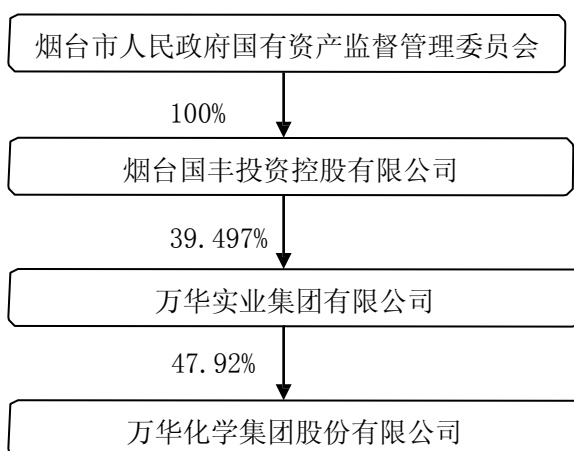 烟台市人民政府国有资产监督管理委员会
100%
烟台国丰投资控股有限公司
39.497%
万华实业集团有限公司
47.92%
万华化学集团股份有限公司